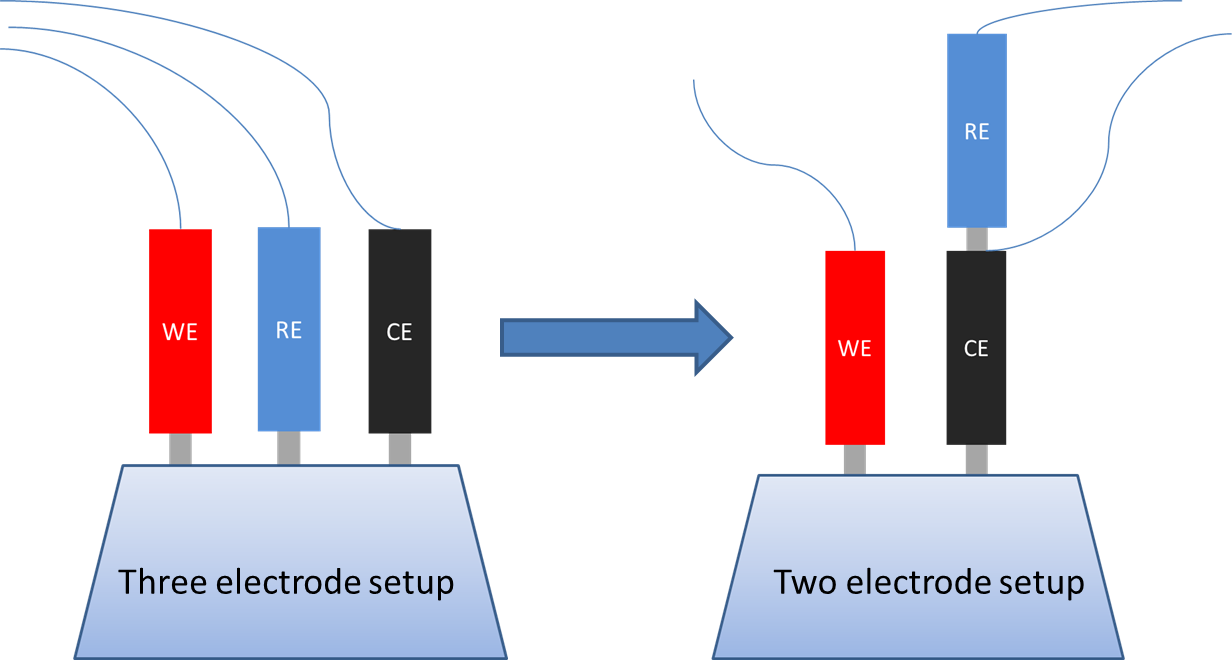 WE
RE
CE
Three electrode setup
RE
WE
CE
Two electrode setup